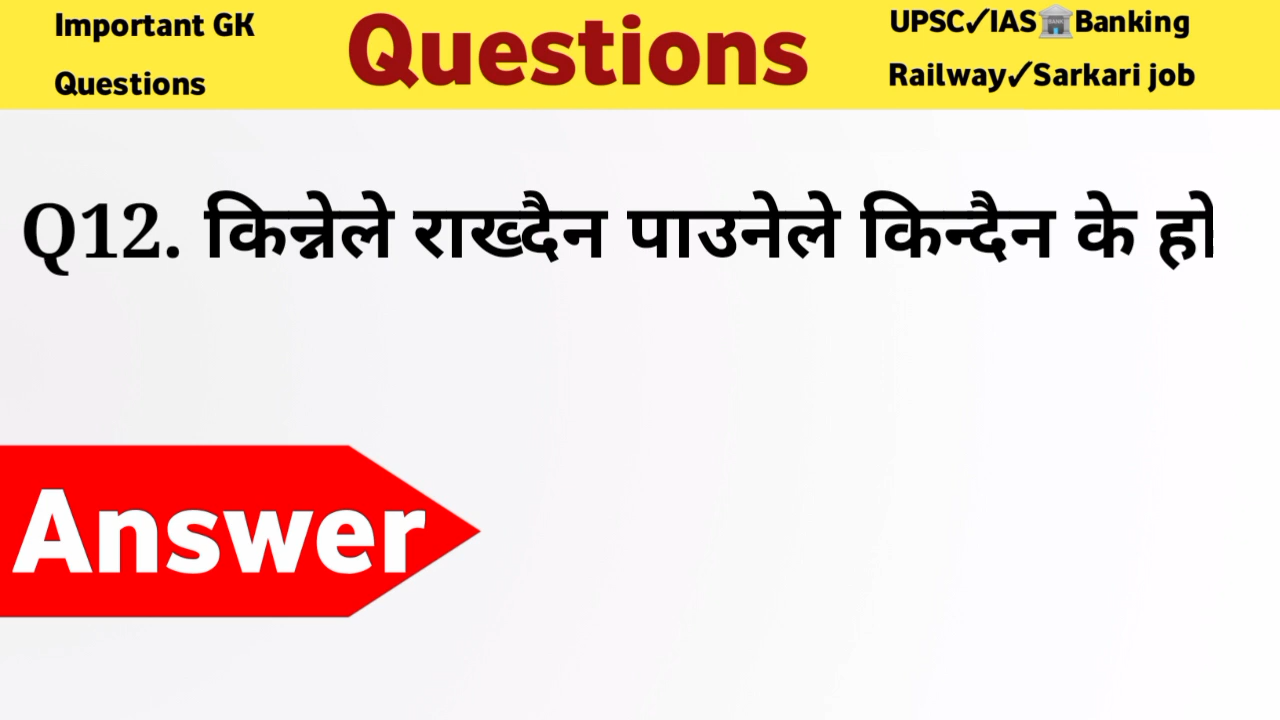 Important GK
Questions
Questions
UPSC✓IAS🏦Banking
Railway✓Sarkari job
Q12. किन्नेले राख्दैन पाउनेले किन्दैन के हो
Answer